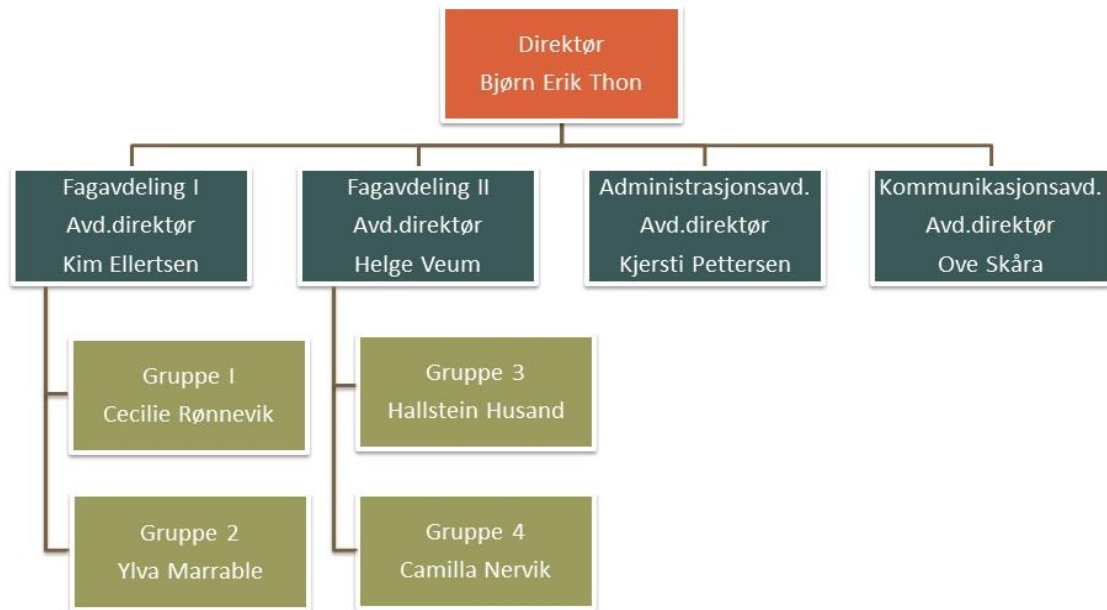 Direktør
Bjørn Erik Thon
Fagavdeling I
Avd.direktør
Kim Ellertsen
Fagavdeling II
Avd.direktør
Helge Veum
Administrasjonsavd.
Avd.direktør
Kjersti Pettersen
Kommunikasjonsavd.
Avd.direktør
Ove Skåra
Gruppe I
Cecilie Rønnevik
Gruppe 3
Hallstein Husand
Gruppe 2
Ylva Marrable
Gruppe 4
Camilla Nervik